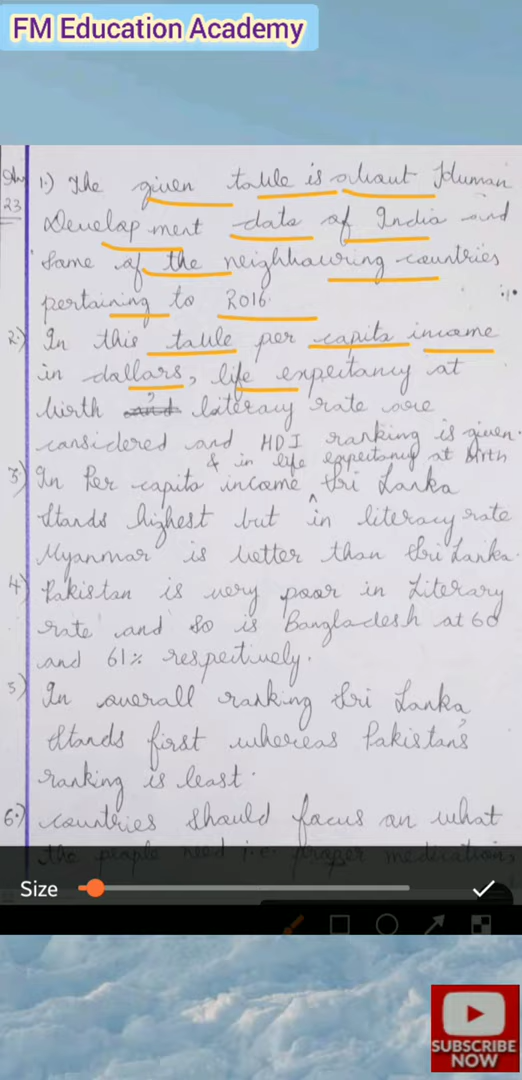 FM Education Academy
Ans 1.) The given table is about Human
23 Development data of India and
some of the neighbouring countries
pertaining to 2016.
2.) In this table per capita income
in dollars, life expectancy at
birth, and literacy rate are
considered and HDI ranking is given.
& in life expectancy at birth
3) In Per capita income ^ Sri Lanka
stands highest but in literacy rate
Myanmar is better than Sri Lanka.
4) Pakistan is very poor in Literary
rate and so is Bangladesh at 60
and 61% respectively.
5) In overall ranking Sri Lanka
stands first whereas Pakistan's
ranking is least.
6.) countries should focus on what
the people need i.e. proper medication,
Size
SUBSCRIBE
NOW